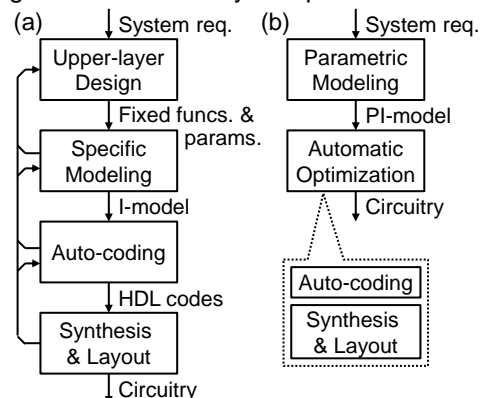 (a)
System req.
Upper-layer
Design
Fixed funcs. &
params.
Specific
Modeling
I-model
Auto-coding
HDL codes
Synthesis
& Layout
Circuitry
(b)
System req.
Parametric
Modeling
PI-model
Automatic
Optimization
Circuitry
Auto-coding
Synthesis
& Layout